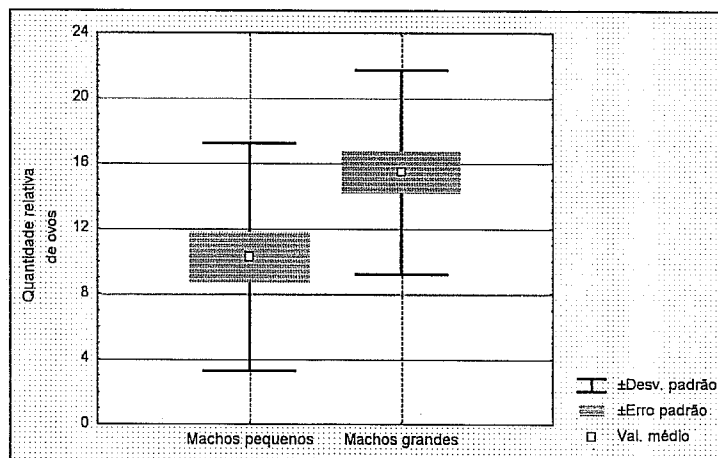 24
20
16
12
8
4
0
Quantidade relativa
de ovos
Machos pequenos
Machos grandes
±Desv. padrão
±Erro padrão
Val. médio